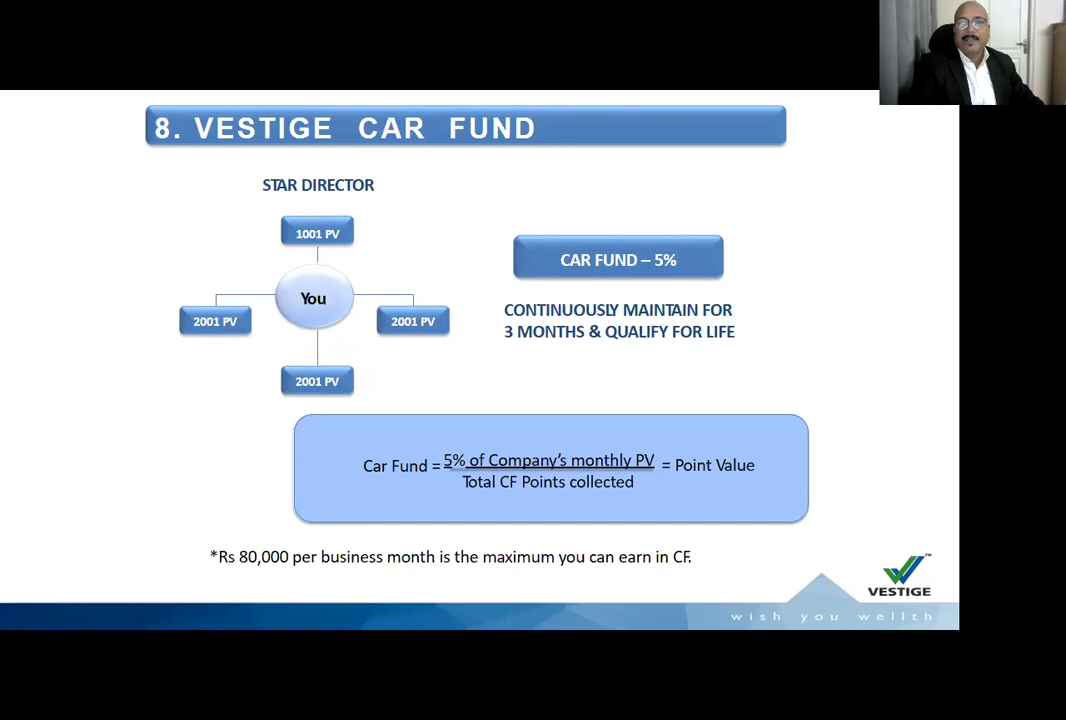 8. VESTIGE CAR FUND
STAR DIRECTOR
1001 PV
You
2001 PV
2001 PV
2001 PV
CAR FUND – 5%
CONTINUOUSLY MAINTAIN FOR
3 MONTHS & QUALIFY FOR LIFE
Car Fund = 5% of Company's monthly PV = Point Value
Total CF Points collected
*Rs 80,000 per business month is the maximum you can earn in CF.
VESTIGE™
wish you wellth